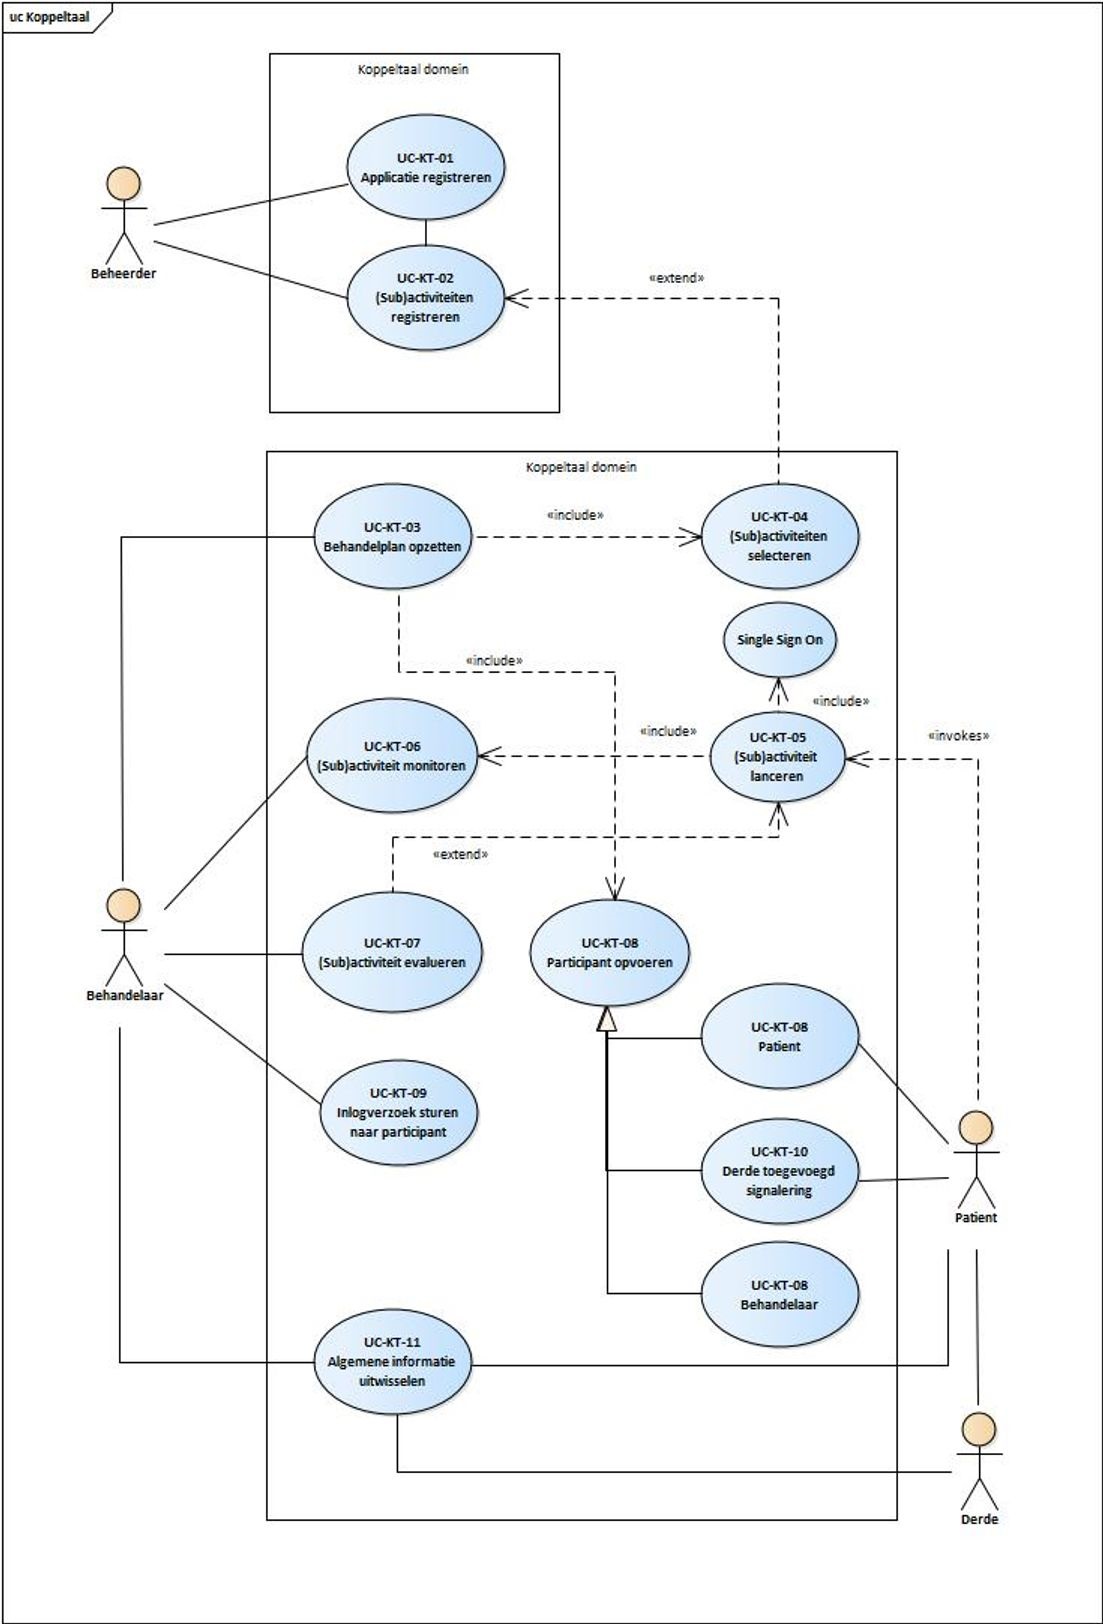 uc Koppeltaal
Koppeltaal domein
UC-KT-01
Applicatie registreren
Beheerder
UC-KT-02
(Sub)activiteiten
registreren
«extend»
Koppeltaal domein
UC-KT-03
Behandelplan opzetten
«include»
UC-KT-04
(Sub)activiteiten
selecteren
Single Sign On
«include»
«include»
UC-KT-06
(Sub)activiteit monitoren
«include»
UC-KT-05
(Sub)activiteit
lanceren
«invokes»
«extend»
Behandelaar
UC-KT-07
(Sub)activiteit evalueren
UC-KT-08
Participant opvoeren
UC-KT-08
Patient
UC-KT-09
Inlogverzoek sturen
naar participant
UC-KT-10
Derde toegevoegd
signalering
Patient
UC-KT-08
Behandelaar
UC-KT-11
Algemene informatie
uitwisselen
Derde